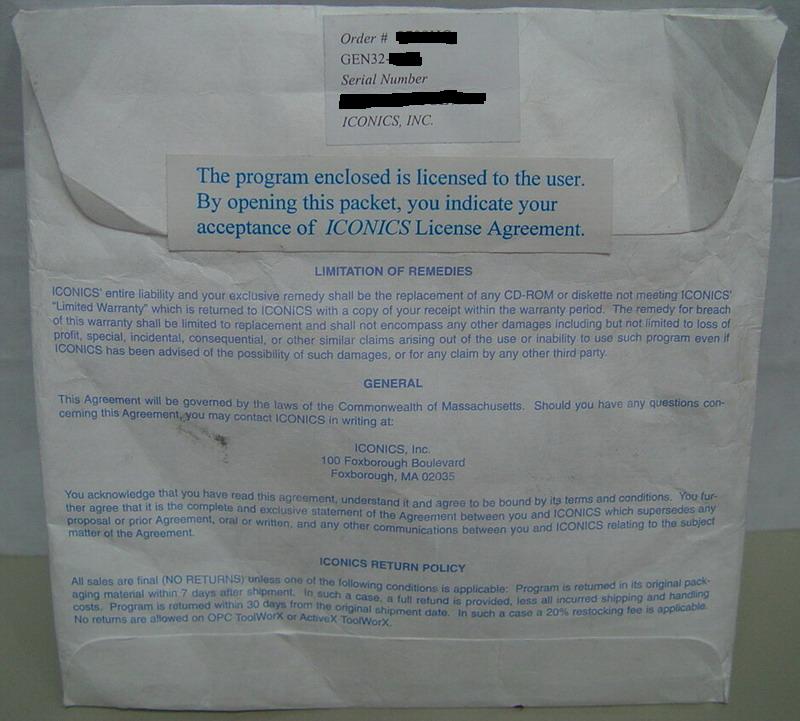 Order #
GEN32-
Serial Number
ICONICS, INC.
The program enclosed is licensed to the user.
By opening this packet, you indicate your
acceptance of ICONICS License Agreement.
LIMITATION OF REMEDIES
ICONICS' entire liability and your exclusive remedy shall be the replacement of any CD-ROM or diskette not meeting ICONICS'
"Limited Warranty" which is returned to ICONICS with a copy of your receipt within the warranty period. The remedy for breach
of this warranty shall be limited to replacement and shall not encompass any other damages including but not limited to loss of
profit, special, incidental, consequential, or other similar claims arising out of the use or inability to use such program even if
ICONICS has been advised of the possibility of such damages, or for any claim by any other third party.
GENERAL
This Agreement will be governed by the laws of the Commonwealth of Massachusetts. Should you have any questions con-
cerning this Agreement, you may contact ICONICS in writing at:
ICONICS, Inc.
100 Foxborough Boulevard
Foxborough, MA 02035
You acknowledge that you have read this agreement, understand it and agree to be bound by its terms and conditions. You fur-
ther agree that it is the complete and exclusive statement of the Agreement between you and ICONICS which supersedes any
proposal or prior Agreement, oral or written, and any other communications between you and ICONICS relating to the subject
matter of the Agreement.
ICONICS RETURN POLICY
All sales are final (NO RETURNS) unless one of the following conditions is applicable: Program is returned in its original pack-
aging material within 7 days after shipment. In such a case, a full refund is provided, less all incurred shipping and handling
costs. Program is returned within 30 days from the original shipment date. In such a case a 20% restocking fee is applicable.
No returns are allowed on OPC ToolWorX or ActiveX ToolWorX.